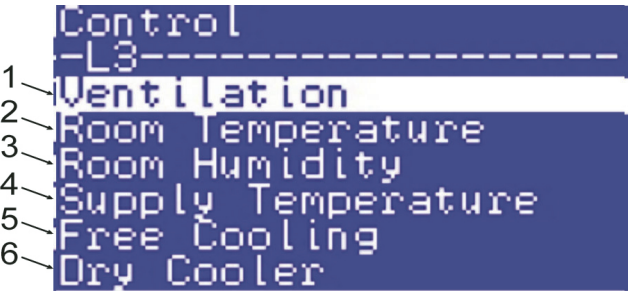 Control
-L3--------------------
1 Ventilation
2 Room Temperature
3 Room Humidity
4 Supply Temperature
5 Free Cooling
6 Dry Cooler